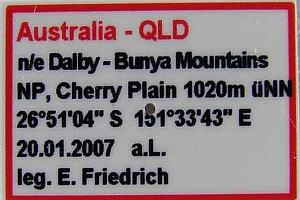 Australia - QLD
n/e Dalby - Bunya Mountains
NP, Cherry Plain 1020m üNN
26°51'04" S 151°33'43" E
20.01.2007 a.L.
leg. E. Friedrich